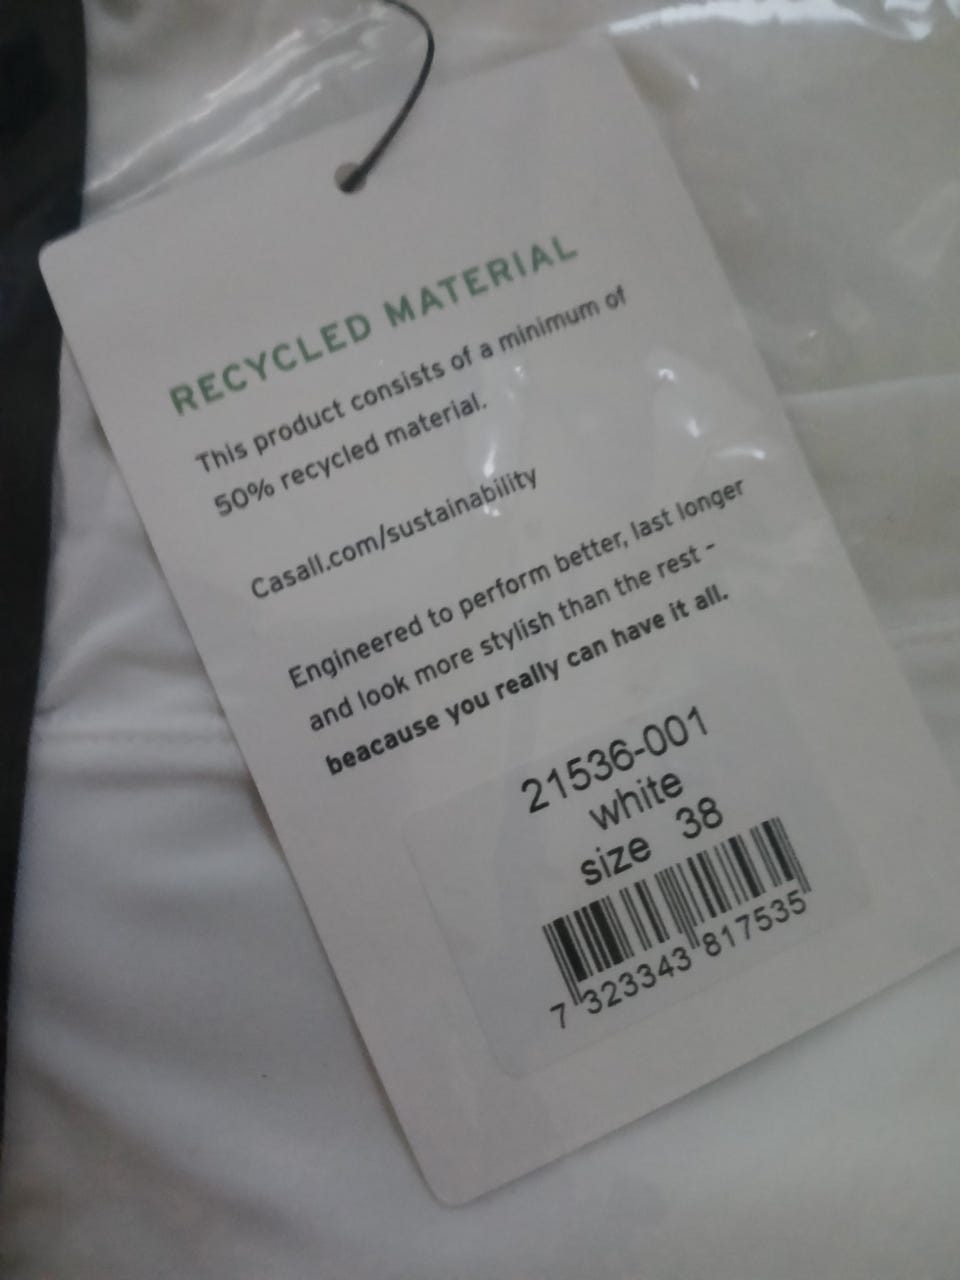 RECYCLED MATERIAL
This product consists of a minimum of
50% recycled material.
Casall.com/sustainability
Engineered to perform better, last longer
and look more stylish than the rest -
beacause you really can have it all.
21536-001
white
size 38
7 323343 817535